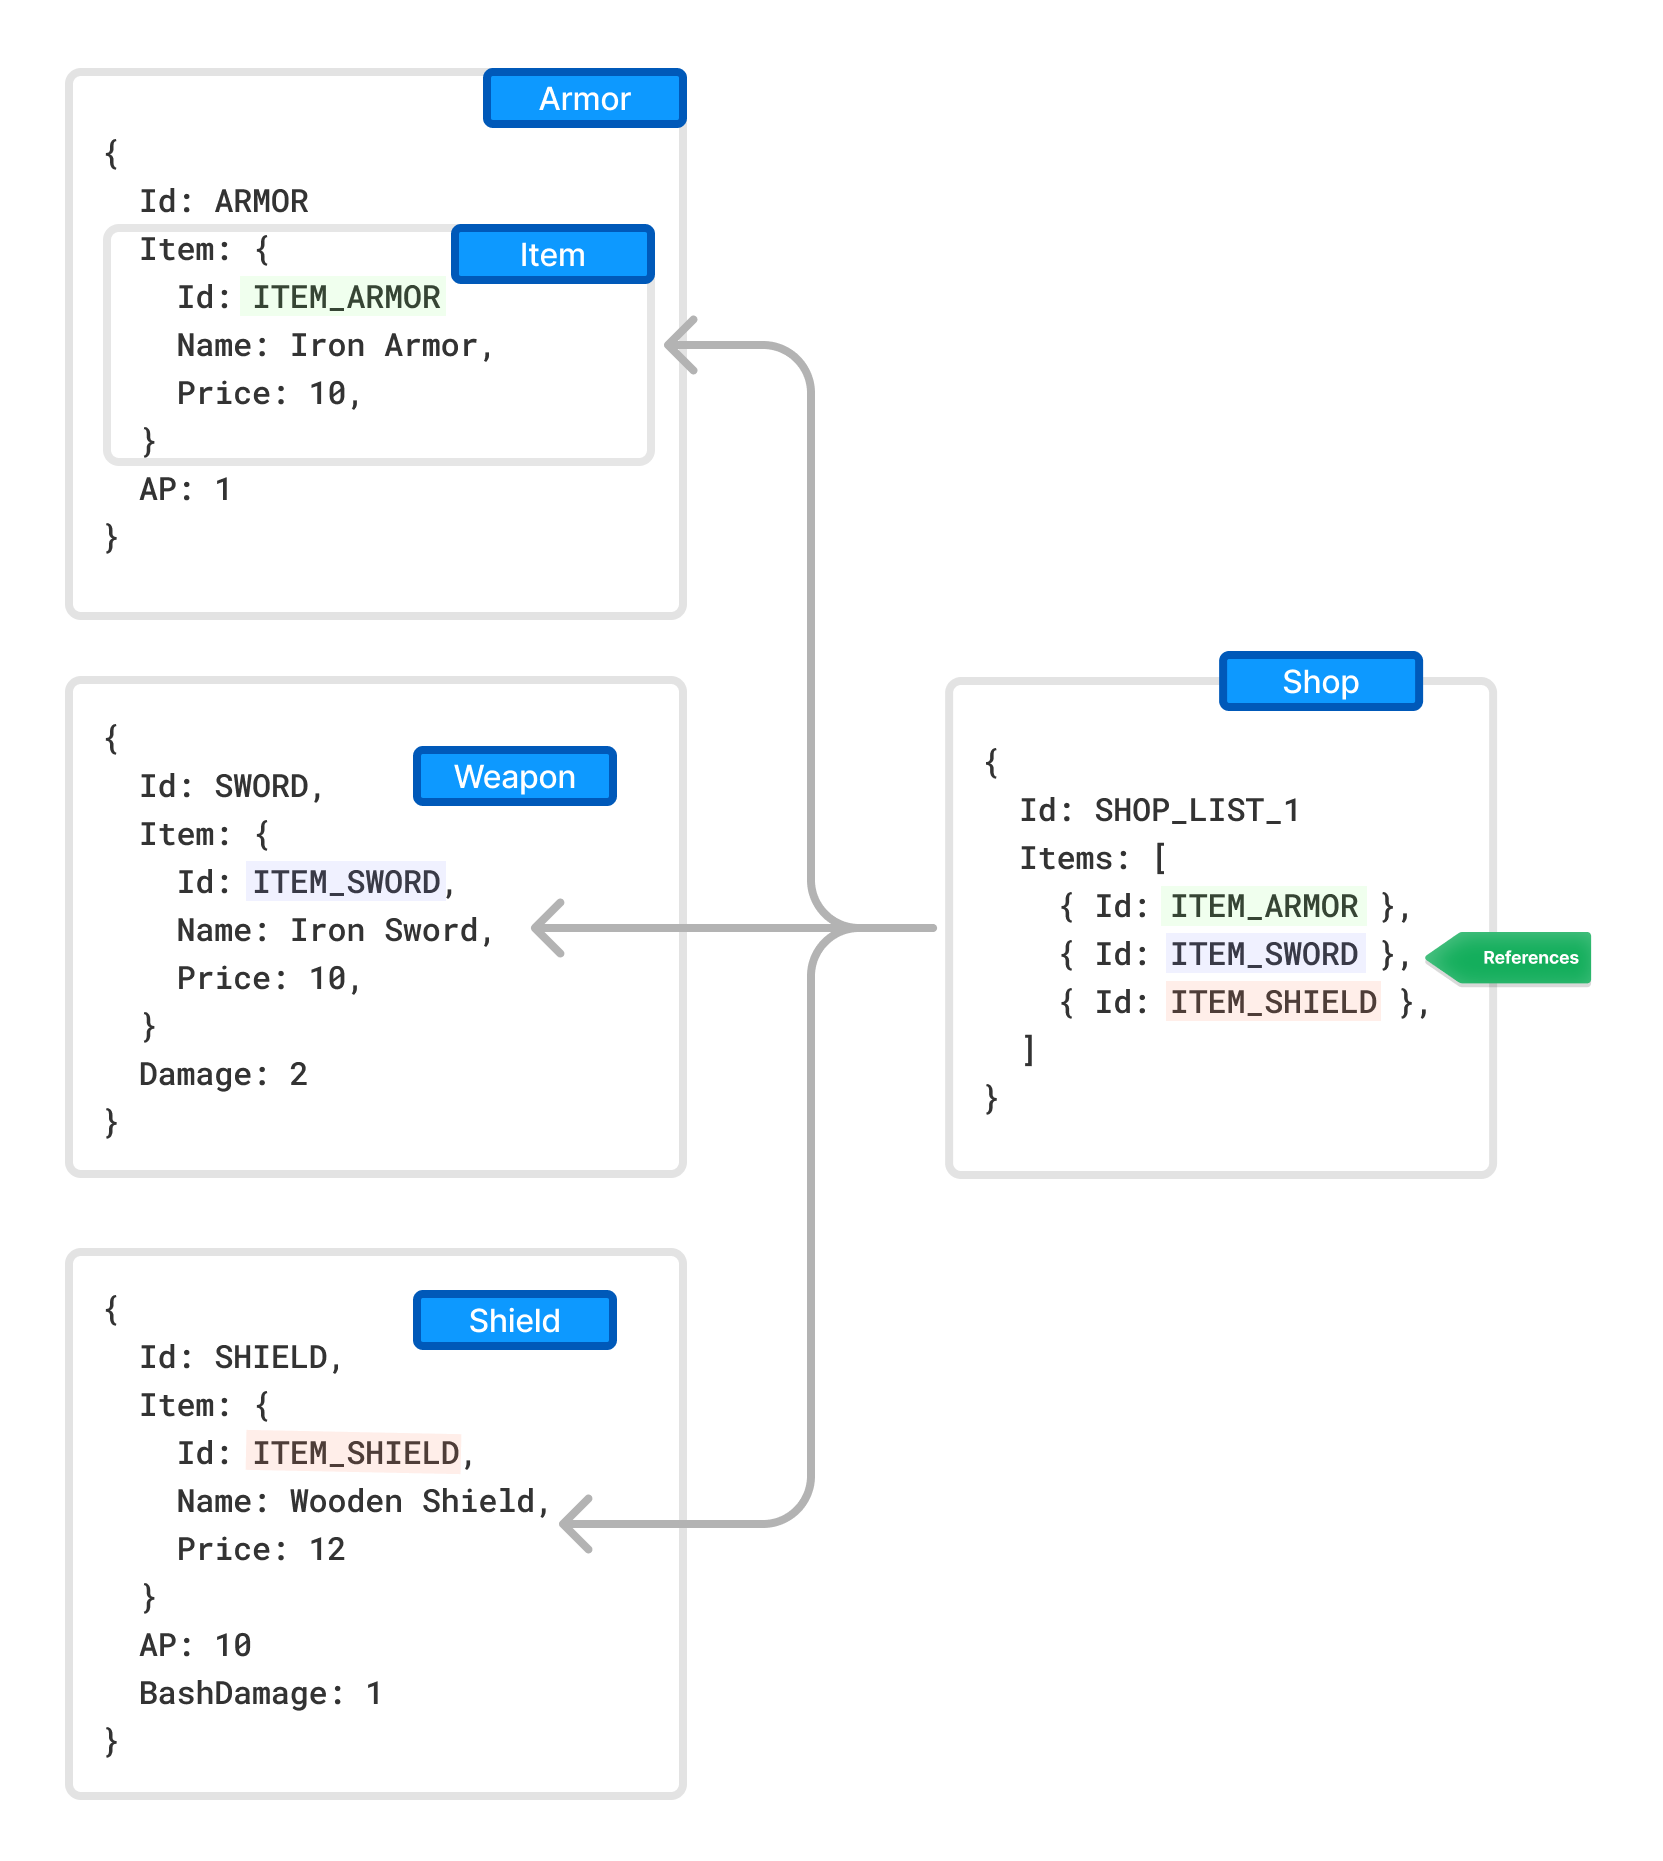 Armor
{
  Id: ARMOR
  Item: {
Item
    Id: ITEM_ARMOR
    Name: Iron Armor,
    Price: 10,
  }
  AP: 1
}
{
Weapon
  Id: SWORD,
  Item: {
    Id: ITEM_SWORD,
    Name: Iron Sword,
    Price: 10,
  }
  Damage: 2
}
{
Shield
  Id: SHIELD,
  Item: {
    Id: ITEM_SHIELD,
    Name: Wooden Shield,
    Price: 12
  }
  AP: 10
  BashDamage: 1
}
Shop
{
  Id: SHOP_LIST_1
  Items: [
    { Id: ITEM_ARMOR },
    { Id: ITEM_SWORD },
    { Id: ITEM_SHIELD },
  ]
}
References